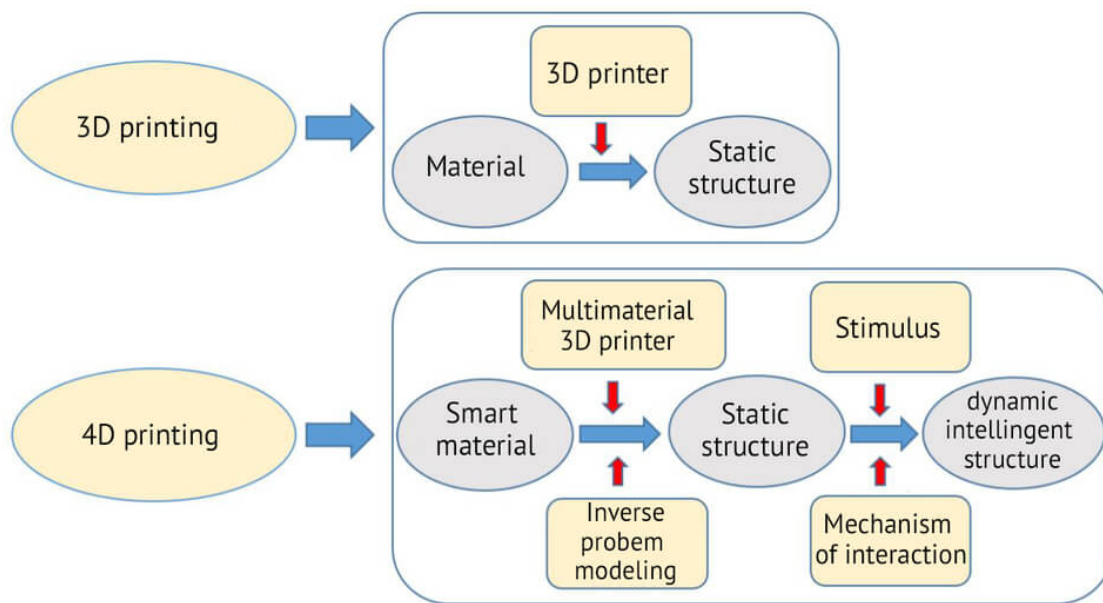 3D printing
3D printer
Material
Static
structure
4D printing
Multimaterial
3D printer
Stimulus
Smart
material
Static
structure
dynamic
intellingent
structure
Inverse
probem
modeling
Mechanism
of interaction